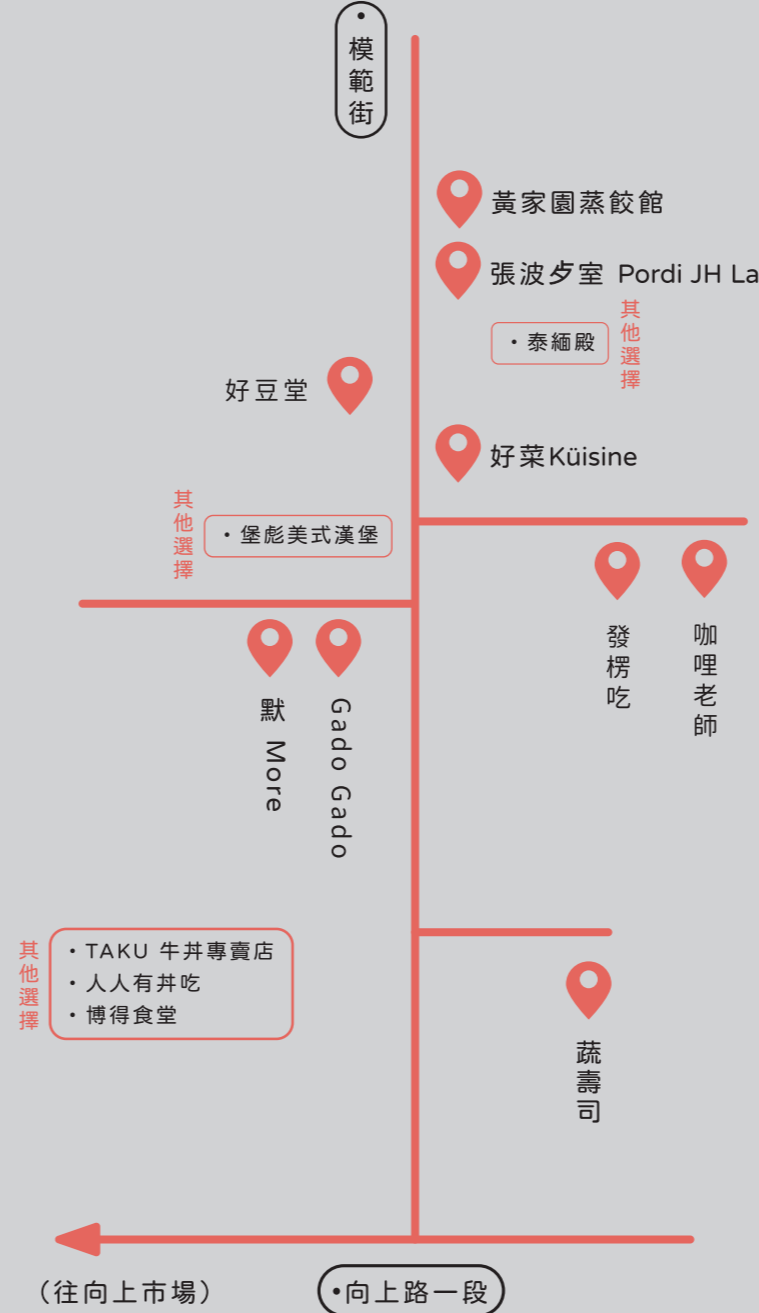 •模範街
黃家園蒸餃館
張波歺室 Pordi JH La
其他選擇
・泰緬殿
好豆堂
好菜Küisine
其他選擇
・堡彪美式漢堡
發楞吃
咖哩老師
默 More
Gado Gado
其他選擇
・TAKU 牛丼專賣店
・人人有丼吃
・博得食堂
蔬壽司
（往向上市場）
•向上路一段